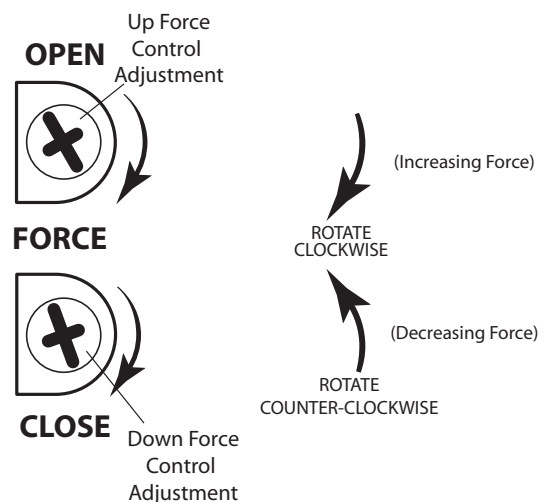 Up Force
Control
Adjustment
OPEN
FORCE
CLOSE
Down Force
Control
Adjustment
(Increasing Force)
ROTATE
CLOCKWISE
(Decreasing Force)
ROTATE
COUNTER-CLOCKWISE